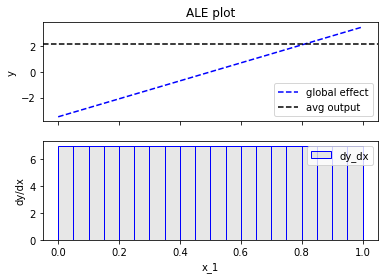 ALE plot
y
2
0
−2
global effect
avg output
dy/dx
6
4
2
0
dy_dx
0.0 0.2 0.4 0.6 0.8 1.0
x_1